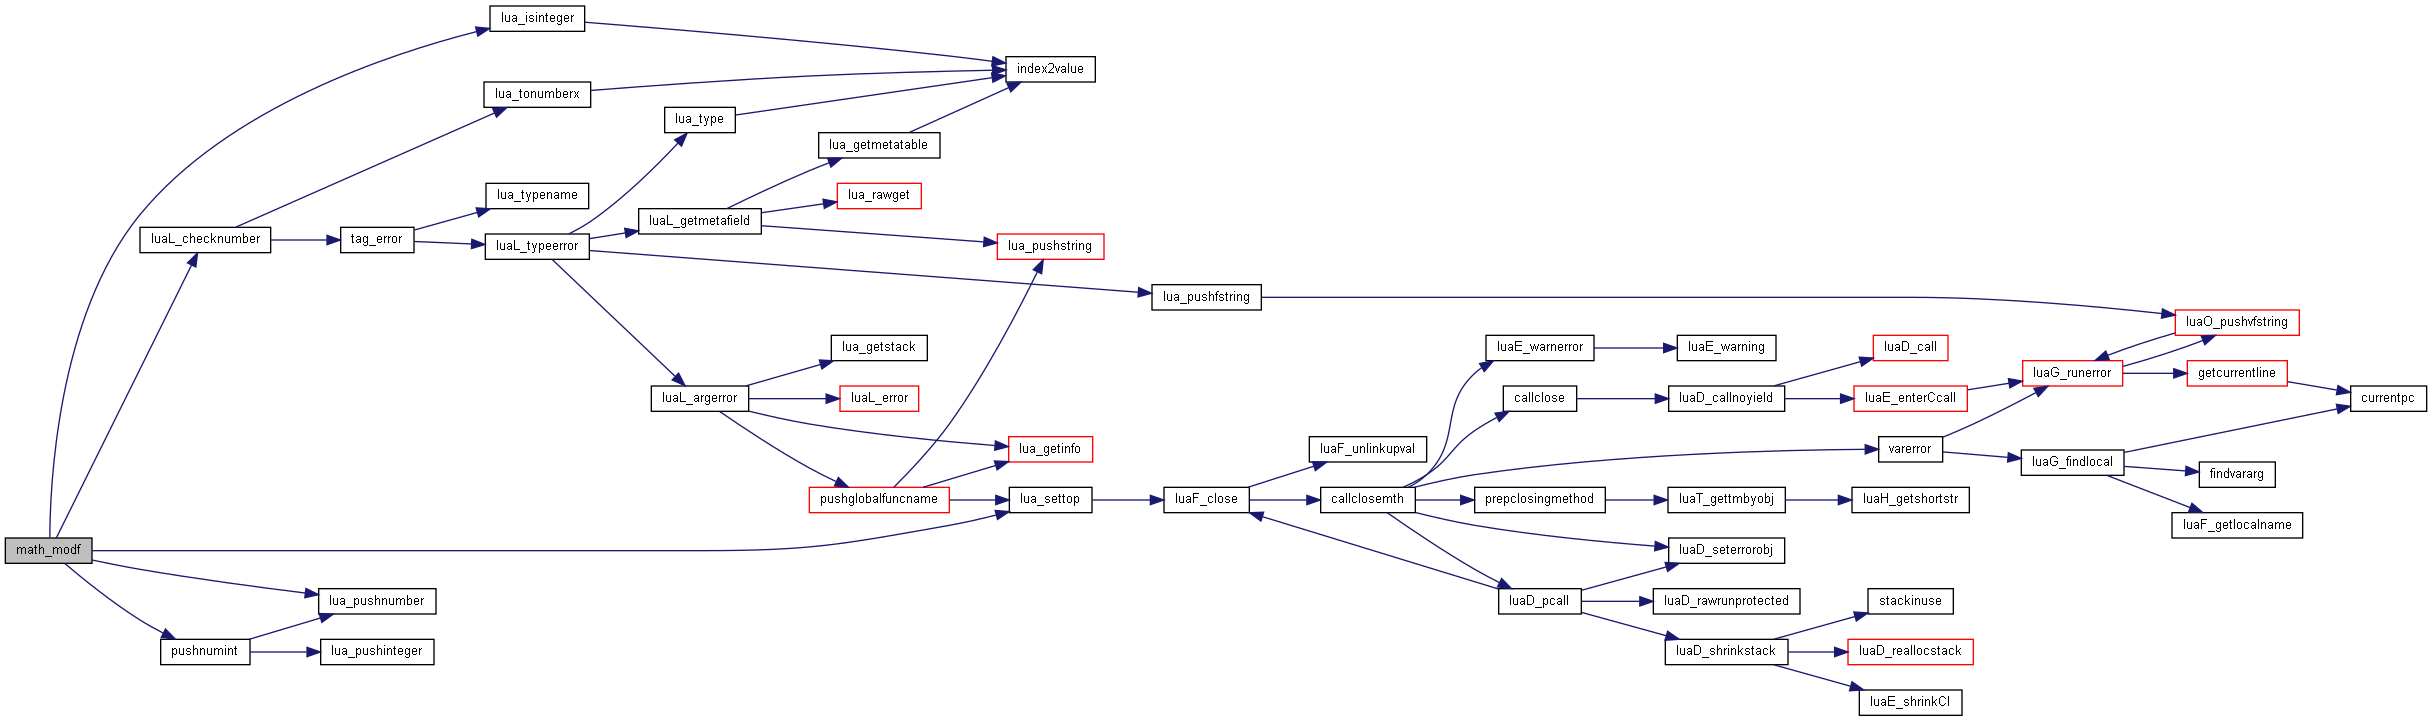 lua_isinteger
index2value
lua_tonumberx
lua_type
lua_getmetatable
lua_typename
lua_rawget
luaL_getmetafield
luaL_checknumber
tag_error
luaL_typeerror
lua_pushstring
lua_pushfstring
luaO_pushvfstring
lua_getstack
luaE_warnerror
luaE_warning
luaD_call
luaG_runerror
getcurrentline
luaL_argerror
luaL_error
callclose
luaD_callnoyield
luaE_enterCcall
currentpc
lua_getinfo
luaF_unlinkupval
varerror
luaG_findlocal
findvararg
pushglobalfuncname
lua_settop
luaF_close
callclosemth
prepclosingmethod
luaT_gettmbyobj
luaH_getshortstr
luaF_getlocalname
math_modf
luaD_seterrorobj
lua_pushnumber
luaD_pcall
luaD_rawrunprotected
stackinuse
pushnumint
lua_pushinteger
luaD_shrinkstack
luaD_reallocstack
luaE_shrinkCI